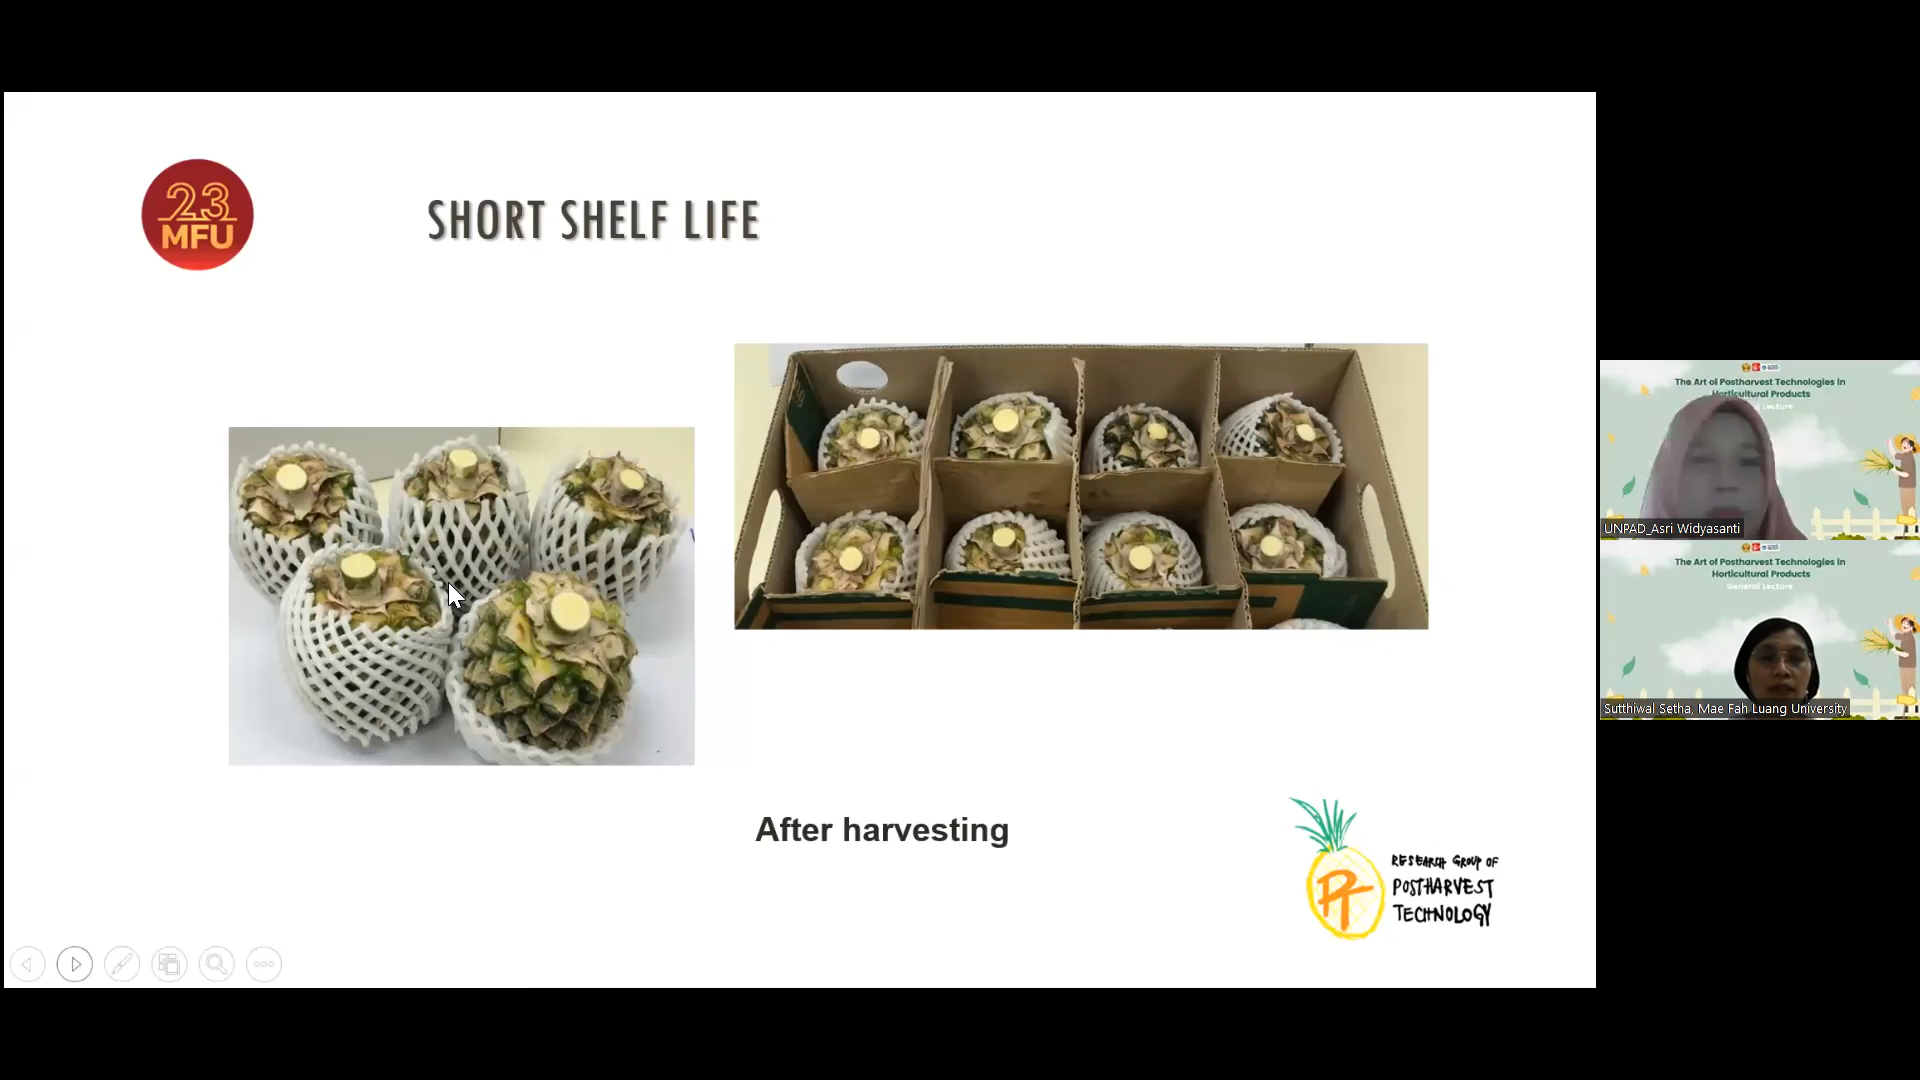 23
MFU
SHORT SHELF LIFE
After harvesting
RESEARCH GROUP OF
POSTHARVEST
TECHNOLOGY
PT
The Art of Postharvest Technologies in
Horticultural Products
Lecture
UNPAD_Asri Widyasanti
The Art of Postharvest Technologies in
Horticultural Products
General Lecture
Sutthiwal Setha, Mae Fah Luang University